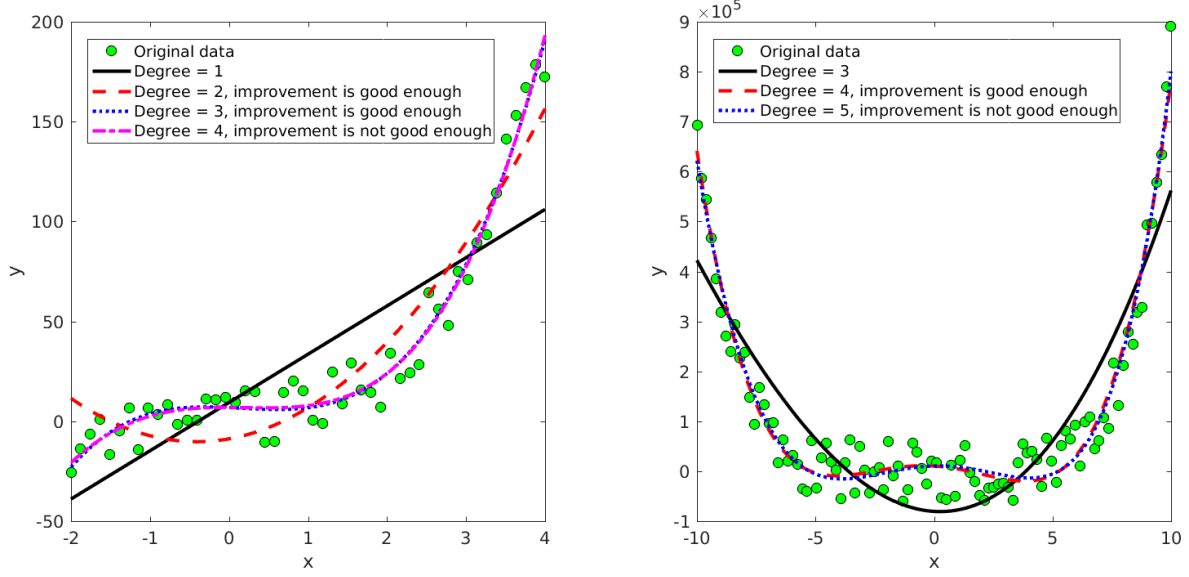 200
150
100
50
0
-50
-2
-1
0
1
2
3
4
x
y
Original data
Degree = 1
Degree = 2, improvement is good enough
Degree = 3, improvement is good enough
Degree = 4, improvement is not good enough
×10^5
9
8
7
6
5
4
3
2
1
0
-1
-10
-5
0
5
10
x
y
Original data
Degree = 3
Degree = 4, improvement is good enough
Degree = 5, improvement is not good enough